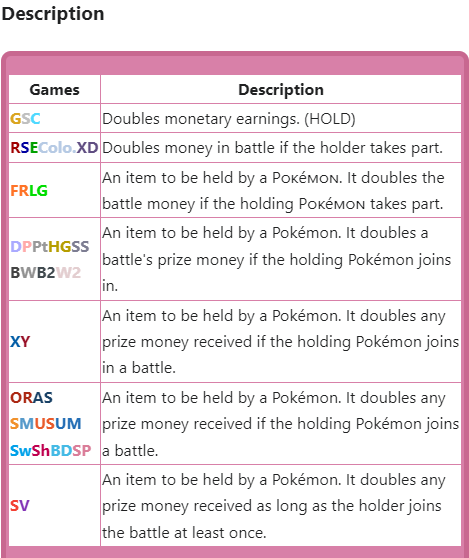 Description
Games Description
GSC Doubles monetary earnings. (HOLD)
RSEColo.XD Doubles money in battle if the holder takes part.
FRLG An item to be held by a POKéMON. It doubles the
battle money if the holding POKéMON takes part.
DPPtHGSS
BWB2W2 An item to be held by a Pokémon. It doubles a
battle's prize money if the holding Pokémon joins
in.
XY An item to be held by a Pokémon. It doubles any
prize money received if the holding Pokémon joins
in a battle.
ORAS
SMUSUM
SwShBDSP An item to be held by a Pokémon. It doubles any
prize money received if the holding Pokémon joins
a battle.
SV An item to be held by a Pokémon. It doubles any
prize money received as long as the holder joins
the battle at least once.